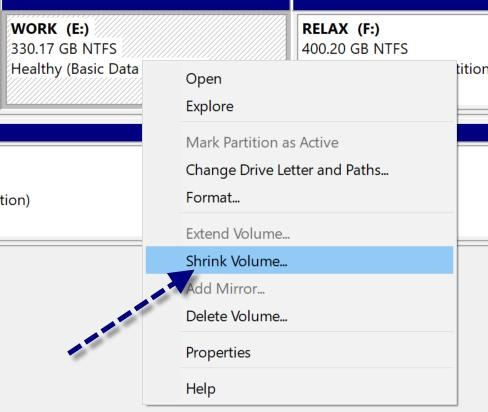 WORK (E:)
330.17 GB NTFS
Healthy (Basic Data
RELAX (F:)
400.20 GB NTFS
tition
tion)
Open
Explore
Mark Partition as Active
Change Drive Letter and Paths...
Format...
Extend Volume...
Shrink Volume...
Add Mirror...
Delete Volume...
Properties
Help